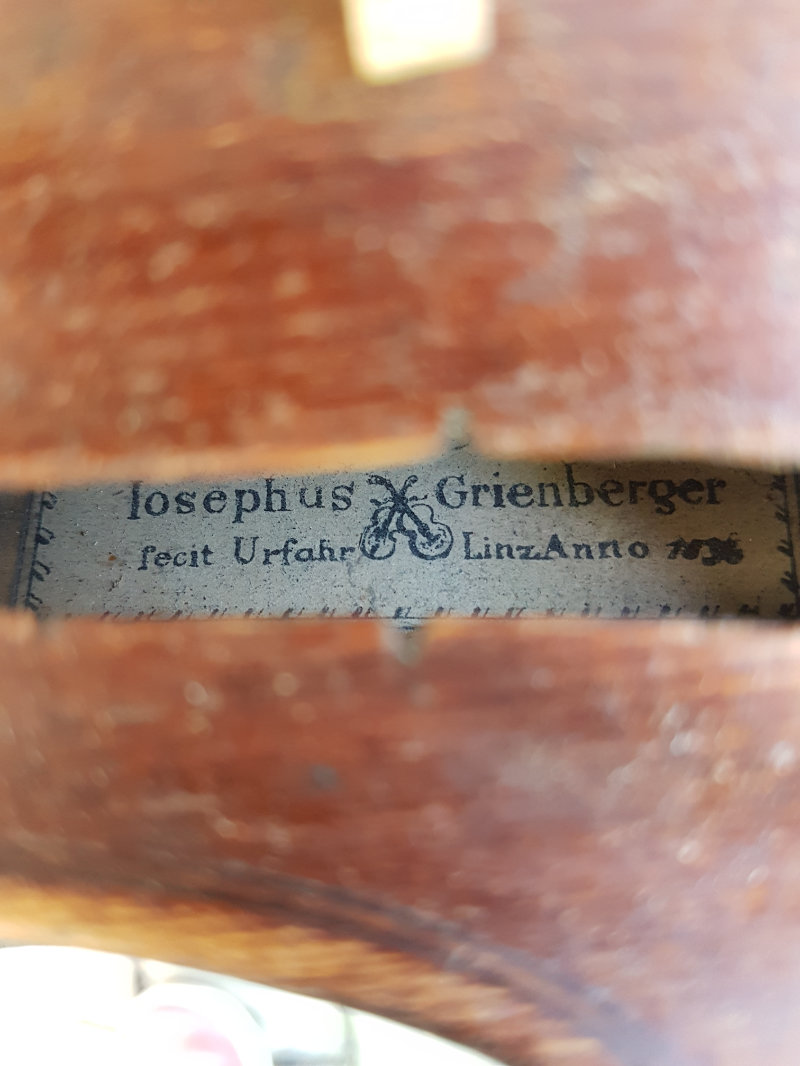 Iosephus Grienberger
fecit Urfahr Linz Anno